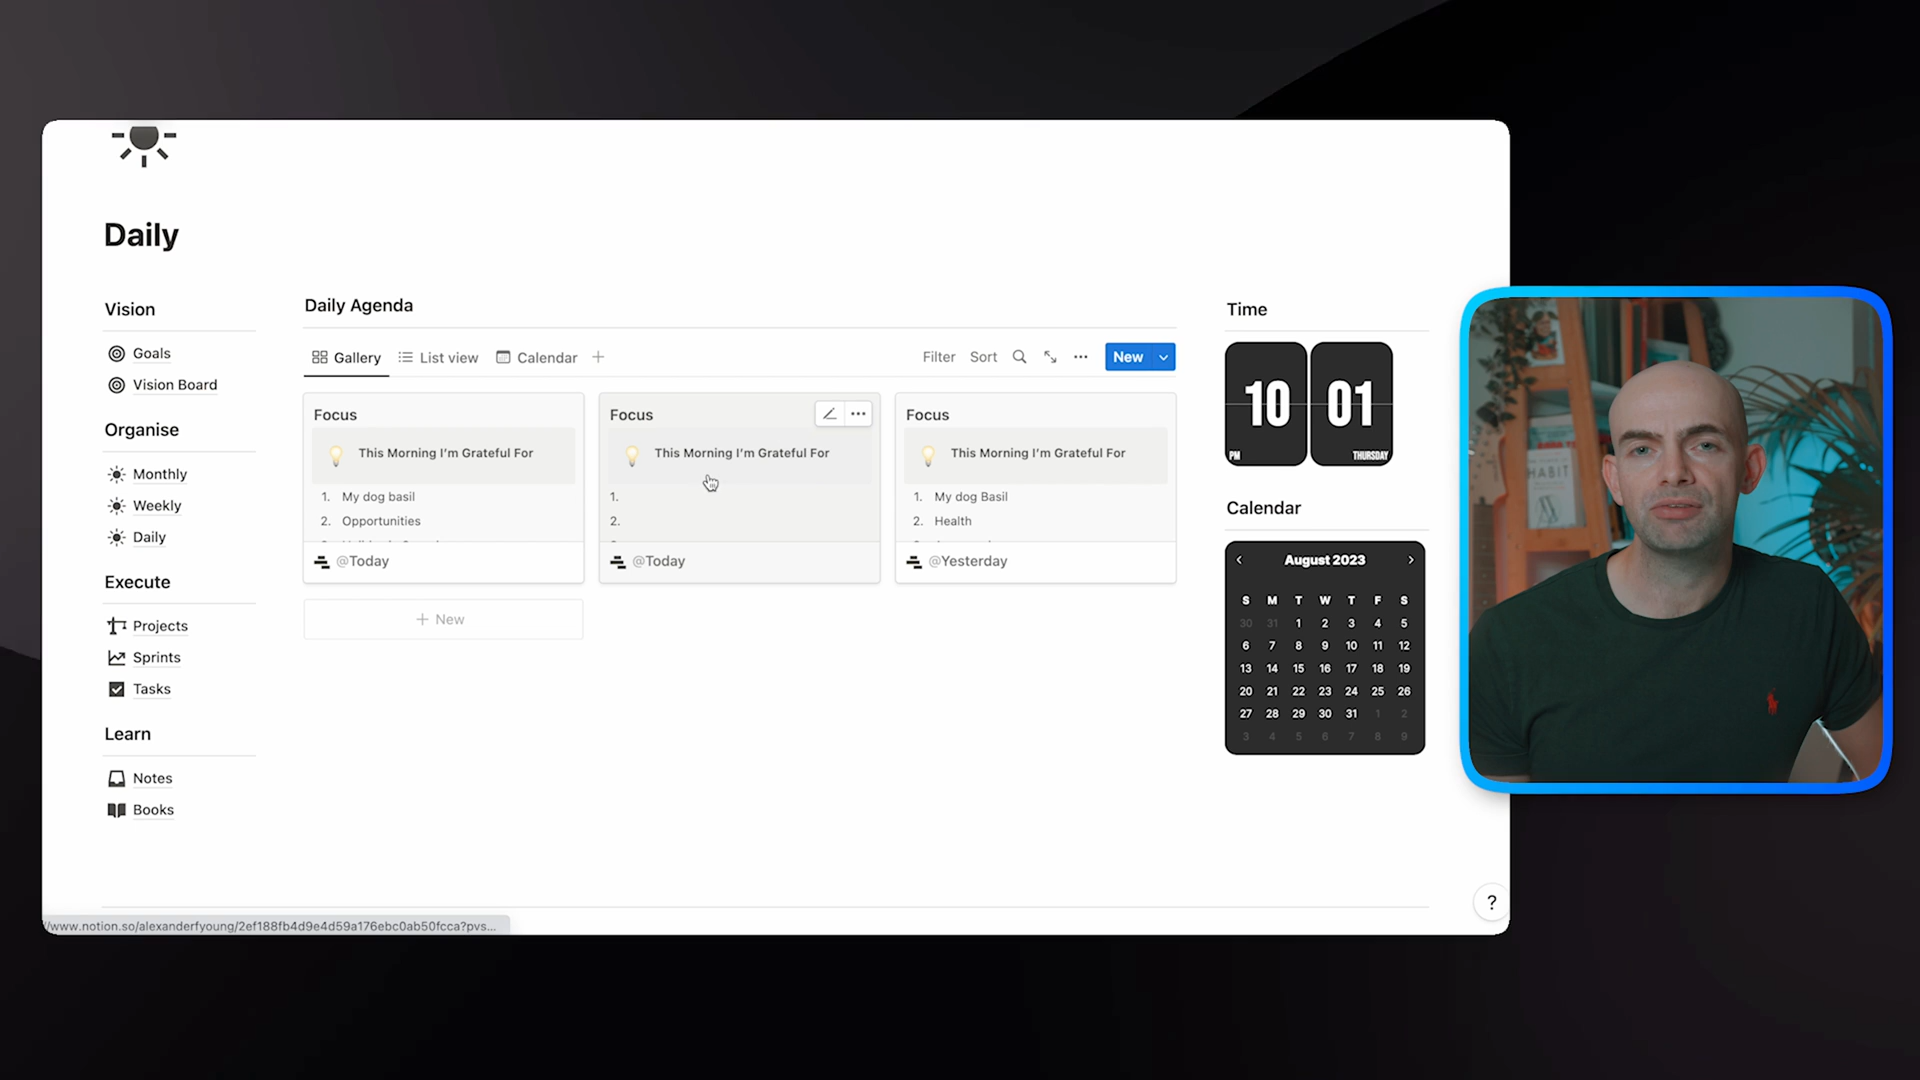 Daily
Vision
Goals
Vision Board
Organise
Monthly
Weekly
Daily
Execute
Projects
Sprints
Tasks
Learn
Notes
Books
Daily Agenda
Gallery
List view
Calendar
Filter
Sort
New
Focus
This Morning I'm Grateful For
1. My dog basil
2. Opportunities
@Today
Focus
This Morning I'm Grateful For
1.
2.
@Today
Focus
This Morning I'm Grateful For
1. My dog Basil
2. Health
@Yesterday
+ New
Time
10 01
PM THURSDAY
Calendar
August 2023
S M T W T F S
30 31 1 2 3 4 5
6 7 8 9 10 11 12
13 14 15 16 17 18 19
20 21 22 23 24 25 26
27 28 29 30 31 1 2
3 4 5 6 7 8 9
HABIT
?
/www.notion.so/alexanderfyoung/2ef188fb4d9e4d59a176ebc0ab50fcca?pvs...